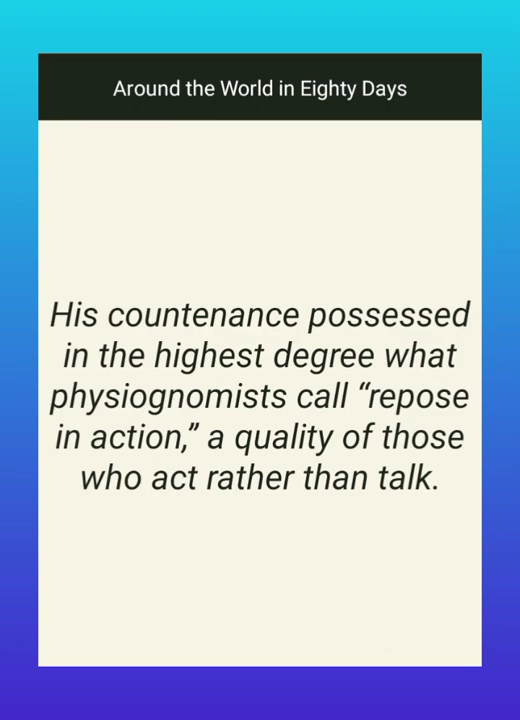 Around the World in Eighty Days
His countenance possessed
in the highest degree what
physiognomists call “repose
in action,” a quality of those
who act rather than talk.